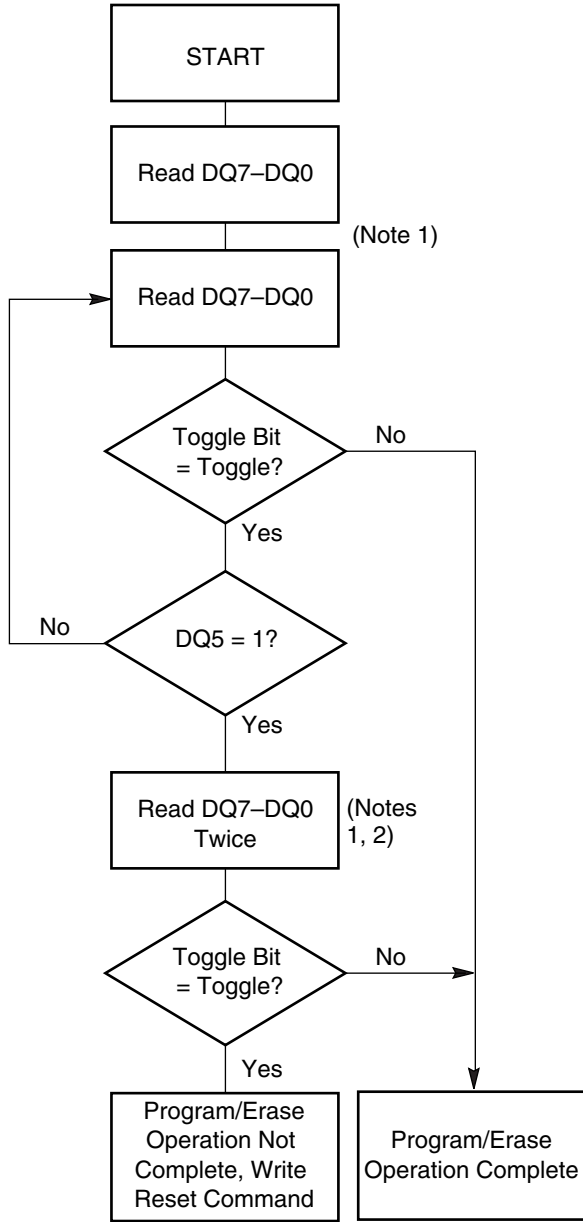 START
Read DQ7–DQ0
(Note 1)
Read DQ7–DQ0
Toggle Bit
= Toggle?
No
Yes
No
DQ5 = 1?
Yes
Read DQ7–DQ0
Twice
(Notes
1, 2)
Toggle Bit
= Toggle?
No
Yes
Program/Erase
Operation Not
Complete, Write
Reset Command
Program/Erase
Operation Complete